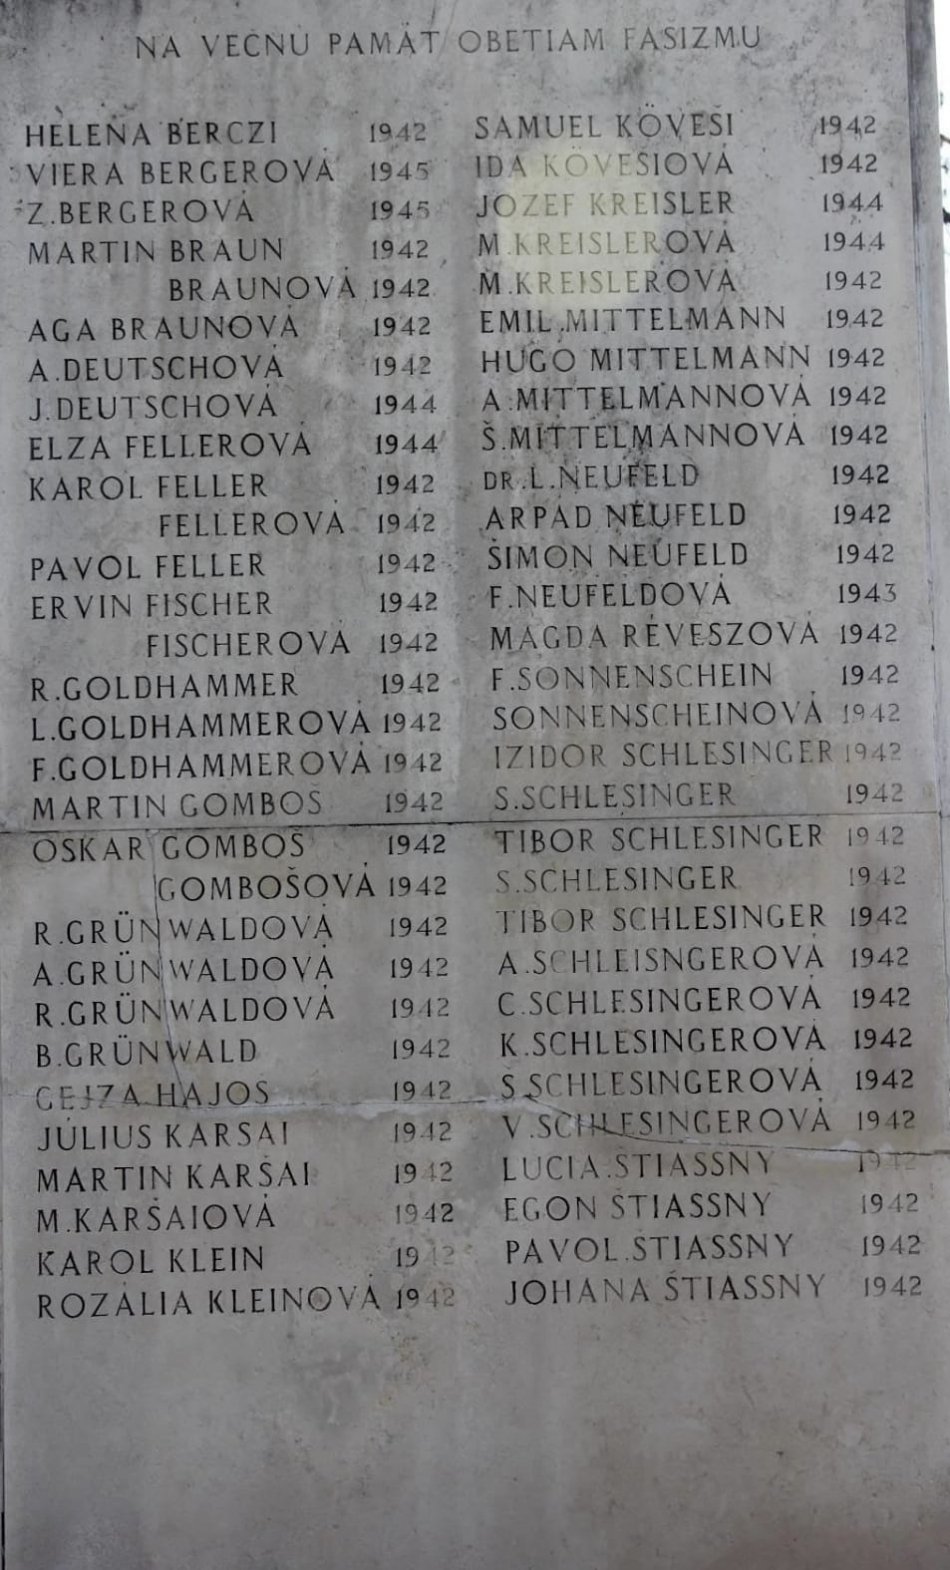 NA VEČNÚ PAMÄŤ OBETIAM FAŠIZMU
HELENA BERCZI 1942
VIERA BERGEROVÁ 1945
Z.BERGEROVÁ 1945
MARTIN BRAUN 1942
BRAUNOVÁ 1942
AGA BRAUNOVÁ 1942
A.DEUTSCHOVÁ 1942
J.DEUTSCHOVÁ 1944
ELZA FELLEROVÁ 1944
KAROL FELLER 1942
FELLEROVÁ 1942
PAVOL FELLER 1942
ERVIN FISCHER 1942
FISCHEROVÁ 1942
R.GOLDHAMMER 1942
L.GOLDHAMMEROVÁ 1942
F.GOLDHAMMEROVÁ 1942
MARTIN GOMBOŠ 1942
OSKAR GOMBOŠ 1942
GOMBOŠOVÁ 1942
R.GRÜNWALDOVÁ 1942
A.GRÜNWALDOVÁ 1942
R.GRÜNWALDOVÁ 1942
B.GRÜNWALD 1942
GEJZA HAJOS 1942
JÚLIUS KARSAI 1942
MARTIN KARŠAI 1942
M.KARŠAIOVÁ 1942
KAROL KLEIN 1942
ROZÁLIA KLEINOVÁ 1942
SAMUEL KÖVEŠI 1942
IDA KÖVEŠIOVÁ 1942
JOZEF KREISLER 1944
M.KREISLEROVÁ 1944
M.KREISLEROVÁ 1942
EMIL MITTELMANN 1942
HUGO MITTELMANN 1942
A.MITTELMANNOVÁ 1942
Š.MITTELMANNOVÁ 1942
DR.L.NEUFELD 1942
ARPÁD NEUFELD 1942
ŠIMON NEUFELD 1942
F.NEUFELDOVÁ 1943
MAGDA RÉVESZOVÁ 1942
F.SONNENSCHEIN 1942
SONNENSCHEINOVÁ 1942
IZIDOR SCHLESINGER 1942
S.SCHLESINGER 1942
TIBOR SCHLESINGER 1942
S.SCHLESINGER 1942
TIBOR SCHLESINGER 1942
A.SCHLEISNGEROVÁ 1942
C.SCHLESINGEROVÁ 1942
K.SCHLESINGEROVÁ 1942
Š.SCHLESINGEROVÁ 1942
V.SCHLESINGEROVÁ 1942
LUCIA ŠTIASSNY 1942
EGON ŠTIASSNY 1942
PAVOL ŠTIASSNY 1942
JOHANA ŠTIASSNY 1942